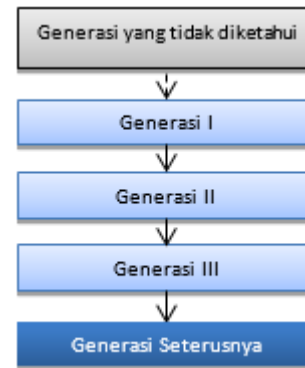 Generasi yang tidak diketahui
Generasi I
Generasi II
Generasi III
Generasi Seterusnya